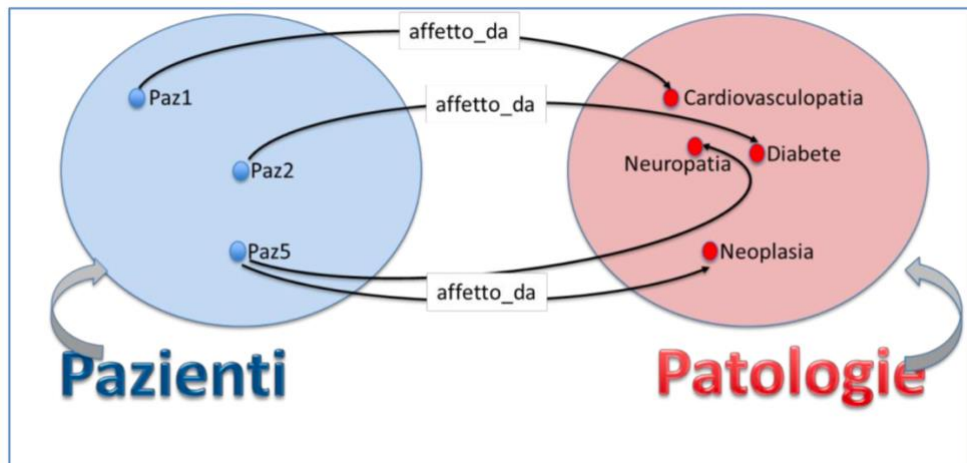 affetto_da
Paz1
Cardiovasculopatia
affetto_da
Paz2
Neuropatia
Diabete
Paz5
Neoplasia
affetto_da
Pazienti
Patologie